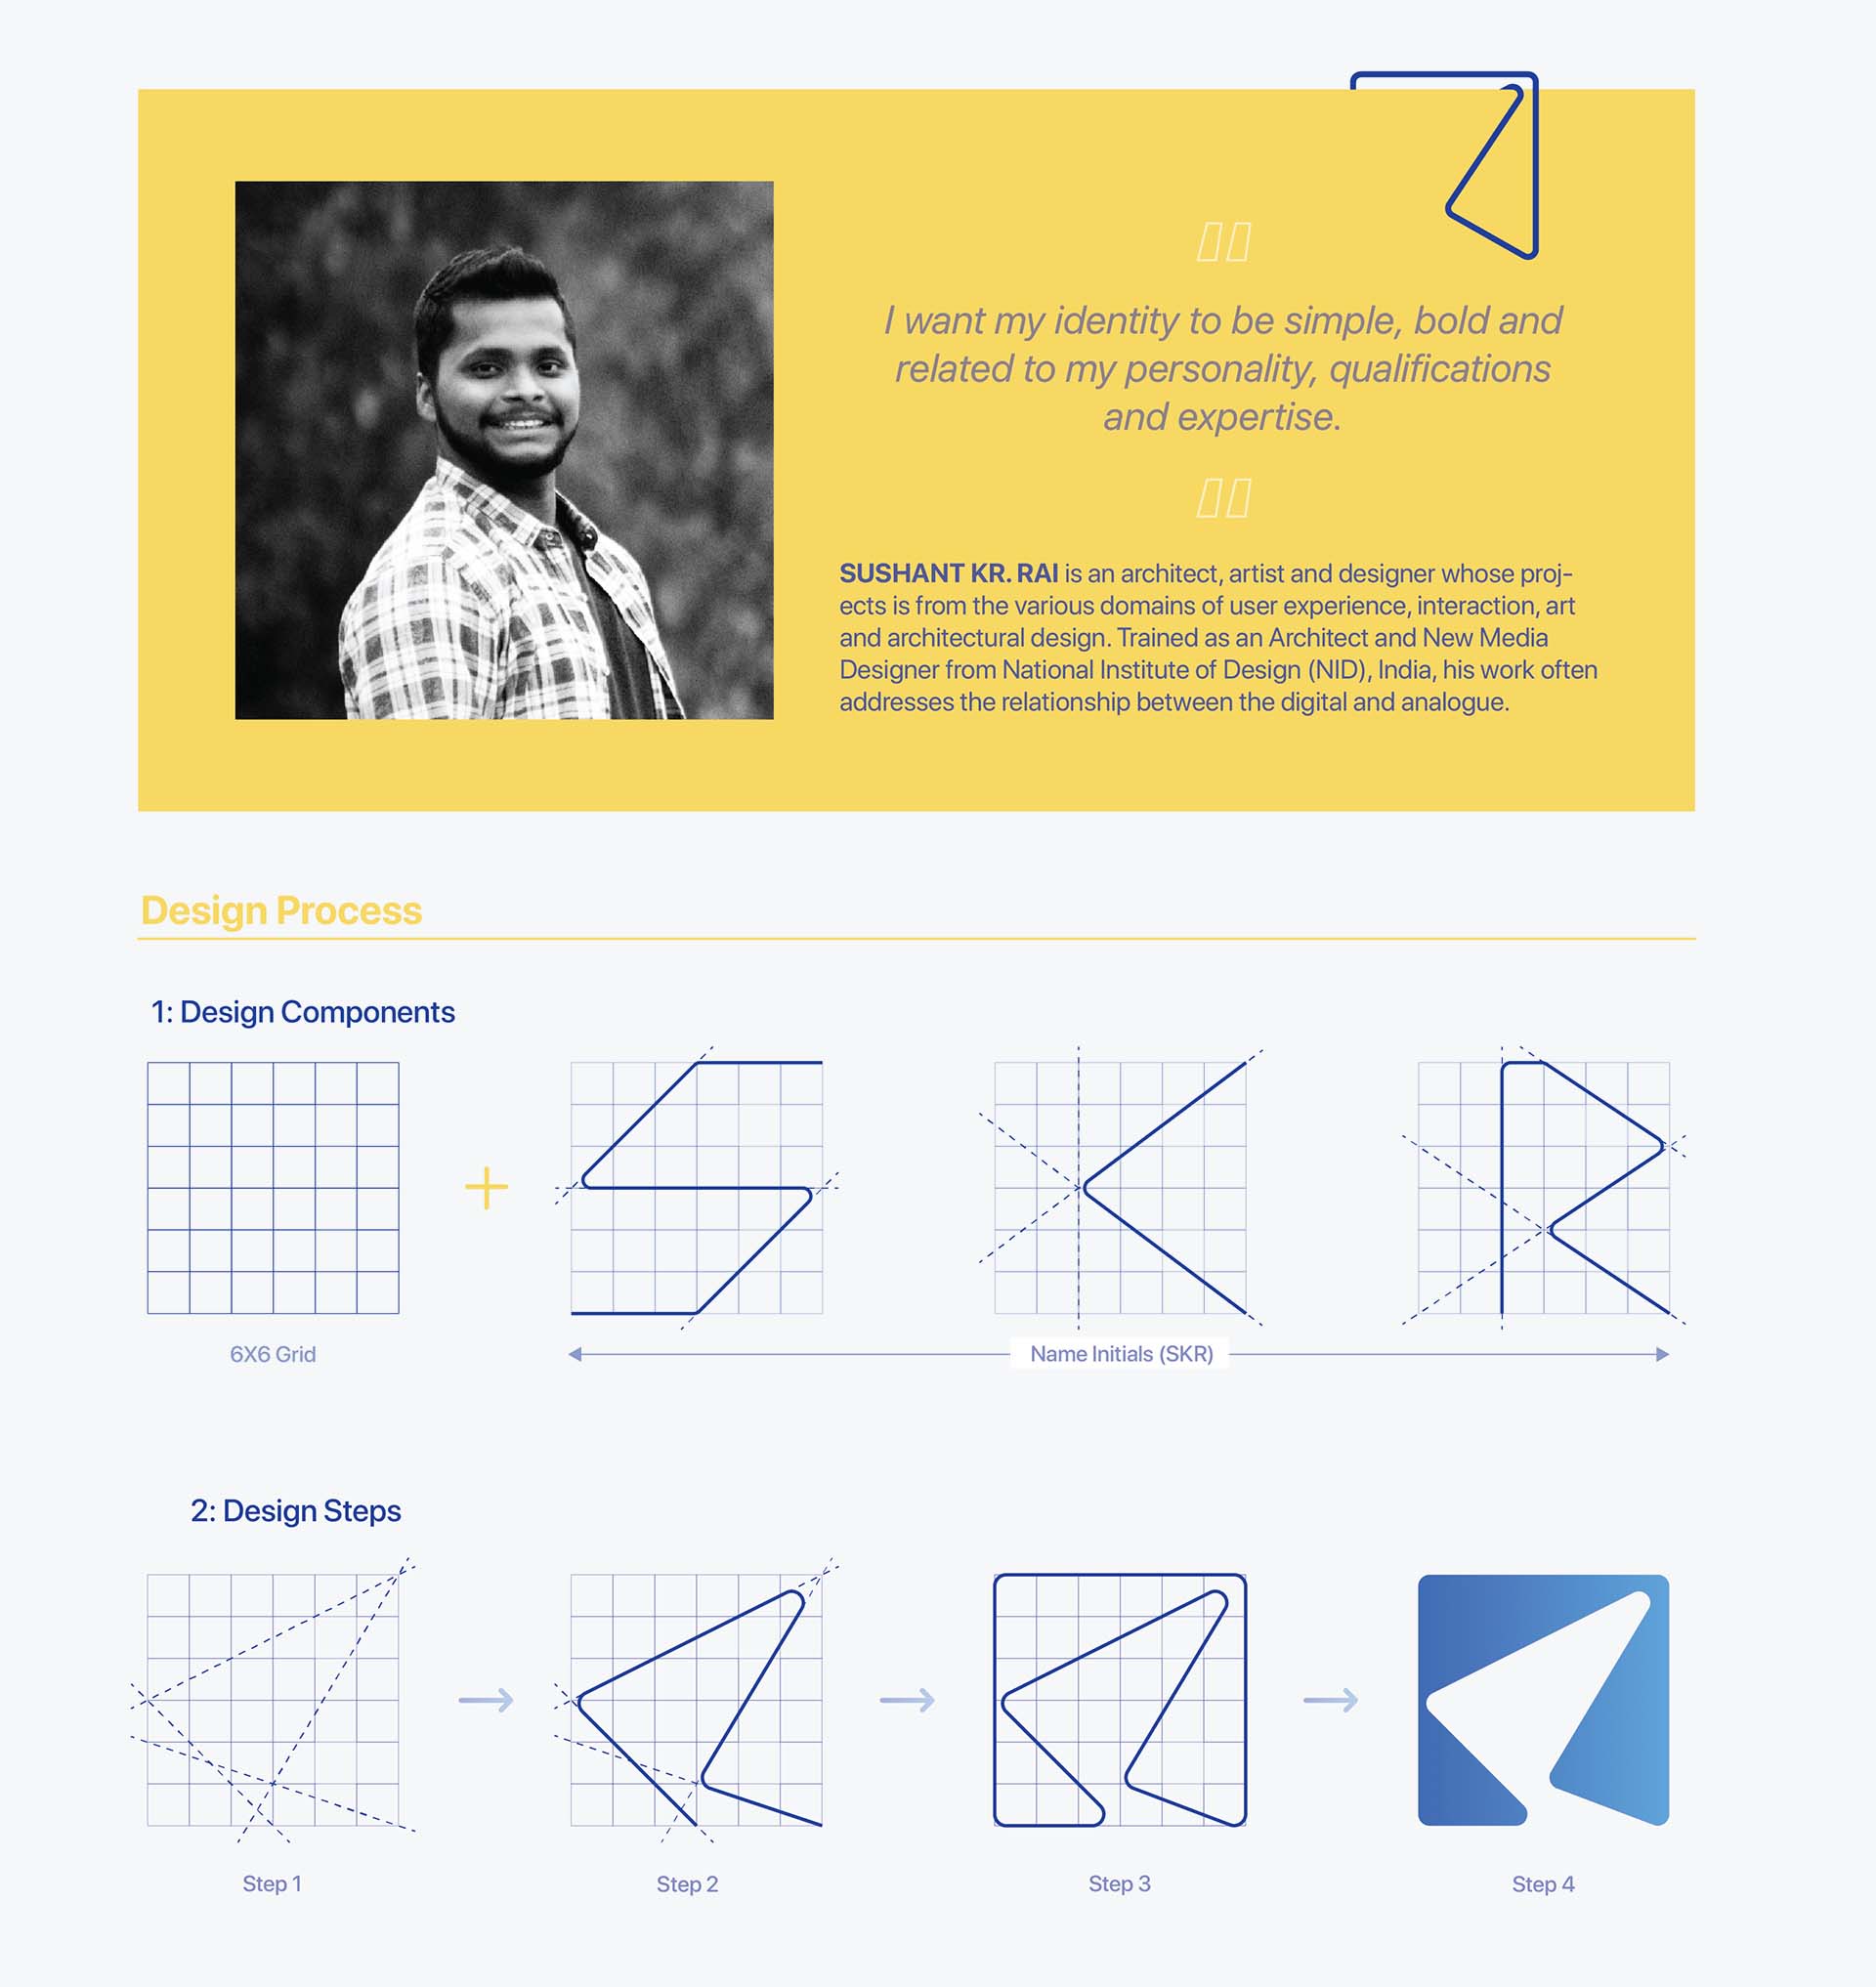 I want my identity to be simple, bold and
related to my personality, qualifications
and expertise.
SUSHANT KR. RAI is an architect, artist and designer whose proj-
ects is from the various domains of user experience, interaction, art
and architectural design. Trained as an Architect and New Media
Designer from National Institute of Design (NID), India, his work often
addresses the relationship between the digital and analogue.
Design Process
1: Design Components
6X6 Grid
Name Initials (SKR)
2: Design Steps
Step 1
Step 2
Step 3
Step 4